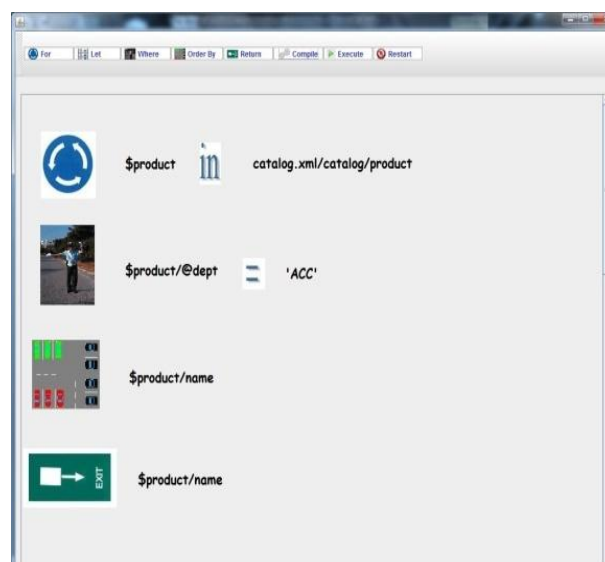 For Let Where Order By Return Compile Execute Restart
$product in catalog.xml/catalog/product
$product/@dept = 'ACC'
$product/name
EXIT $product/name